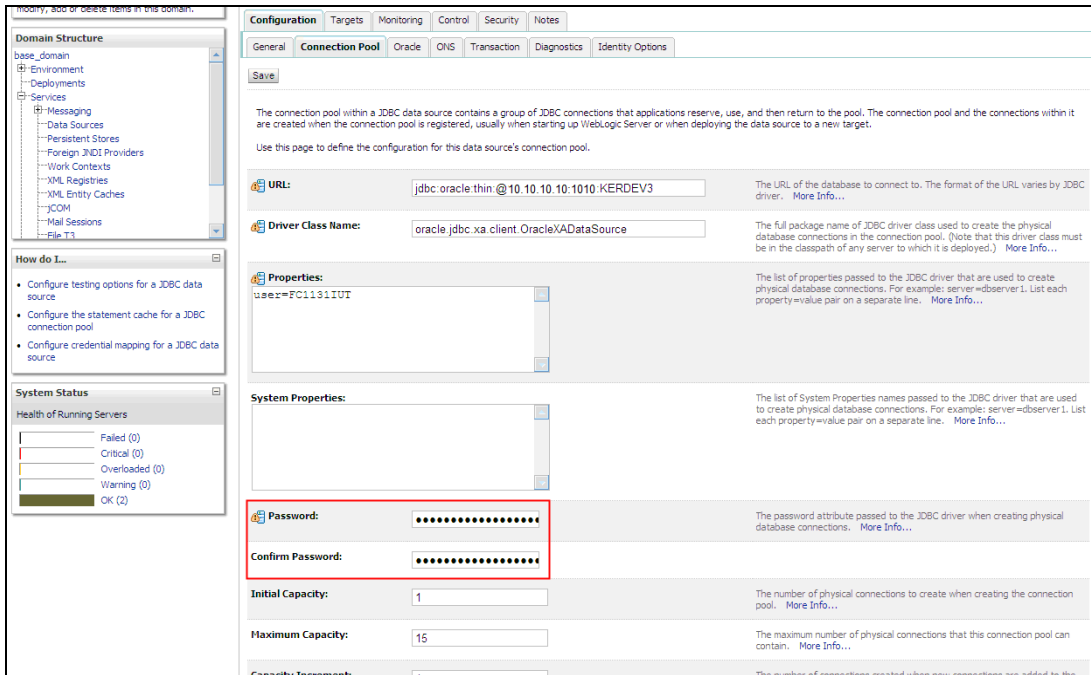 modify, add or delete items in this domain.
Domain Structure
base_domain
Environment
Deployments
Services
Messaging
Data Sources
Persistent Stores
Foreign JNDI Providers
Work Contexts
XML Registries
XML Entity Caches
jCOM
Mail Sessions
File T3
How do I...
Configure testing options for a JDBC data
source
Configure the statement cache for a JDBC
connection pool
Configure credential mapping for a JDBC data
source
System Status
Health of Running Servers
Failed (0)
Critical (0)
Overloaded (0)
Warning (0)
OK (2)
Configuration Targets Monitoring Control Security Notes
General Connection Pool Oracle ONS Transaction Diagnostics Identity Options
Save
The connection pool within a JDBC data source contains a group of JDBC connections that applications reserve, use, and then return to the pool. The connection pool and the connections within it
are created when the connection pool is registered, usually when starting up WebLogic Server or when deploying the data source to a new target.
Use this page to define the configuration for this data source's connection pool.
URL: jdbc:oracle:thin:@10.10.10.10:1010:KERDEV3 The URL of the database to connect to. The format of the URL varies by JDBC
driver. More Info...
Driver Class Name: oracle.jdbc.xa.client.OracleXADataSource The full package name of JDBC driver class used to create the physical
database connections in the connection pool. (Note that this driver class must
be in the classpath of any server to which it is deployed.) More Info...
Properties: The list of properties passed to the JDBC driver that are used to create
user=FC1131IUT physical database connections. For example: server=dbserver1. List each
property=value pair on a separate line. More Info...
System Properties: The list of System Properties names passed to the JDBC driver that are used
to create physical database connections. For example: server=dbserver1. List
each property=value pair on a separate line. More Info...
Password: The password attribute passed to the JDBC driver when creating physical
database connections. More Info...
Confirm Password:
Initial Capacity: 1 The number of physical connections to create when creating the connection
pool. More Info...
Maximum Capacity: 15 The maximum number of physical connections that this connection pool can
contain. More Info...
Capacity Increment: The number of connections created when new connections are added to the